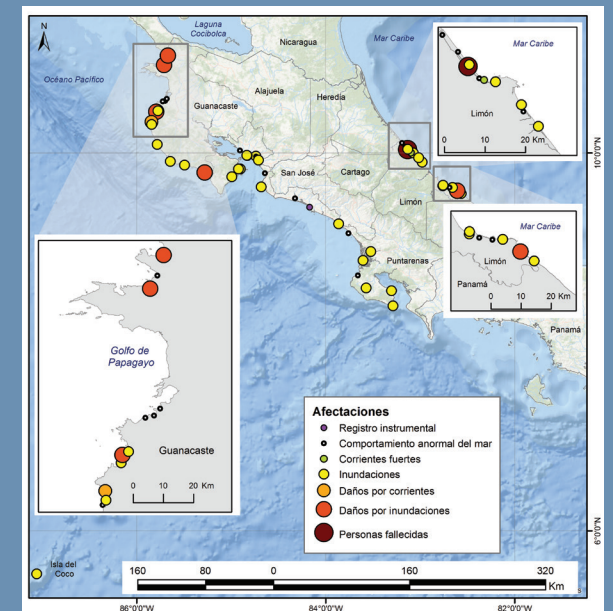 N
Laguna
Cocibolca
Nicaragua
Mar Caribe
Océano Pacífico
Guanacaste
Alajuela
Heredia
San José
Cartago
Limón
Puntarenas
Panamá
10°0'0"N
6°0'0"N
Mar Caribe
Limón
0 10 20
Km
Mar Caribe
Limón
Panamá
0 10 20 Km
Golfo de
Papagayo
Guanacaste
0 10 20 Km
Afectaciones
Registro instrumental
Comportamiento anormal del mar
Corrientes fuertes
Inundaciones
Daños por corrientes
Daños por inundaciones
Personas fallecidas
Isla del
Coco
160 80 0 160 320
Km
86°0'0"W 84°0'0"W 82°0'0"W